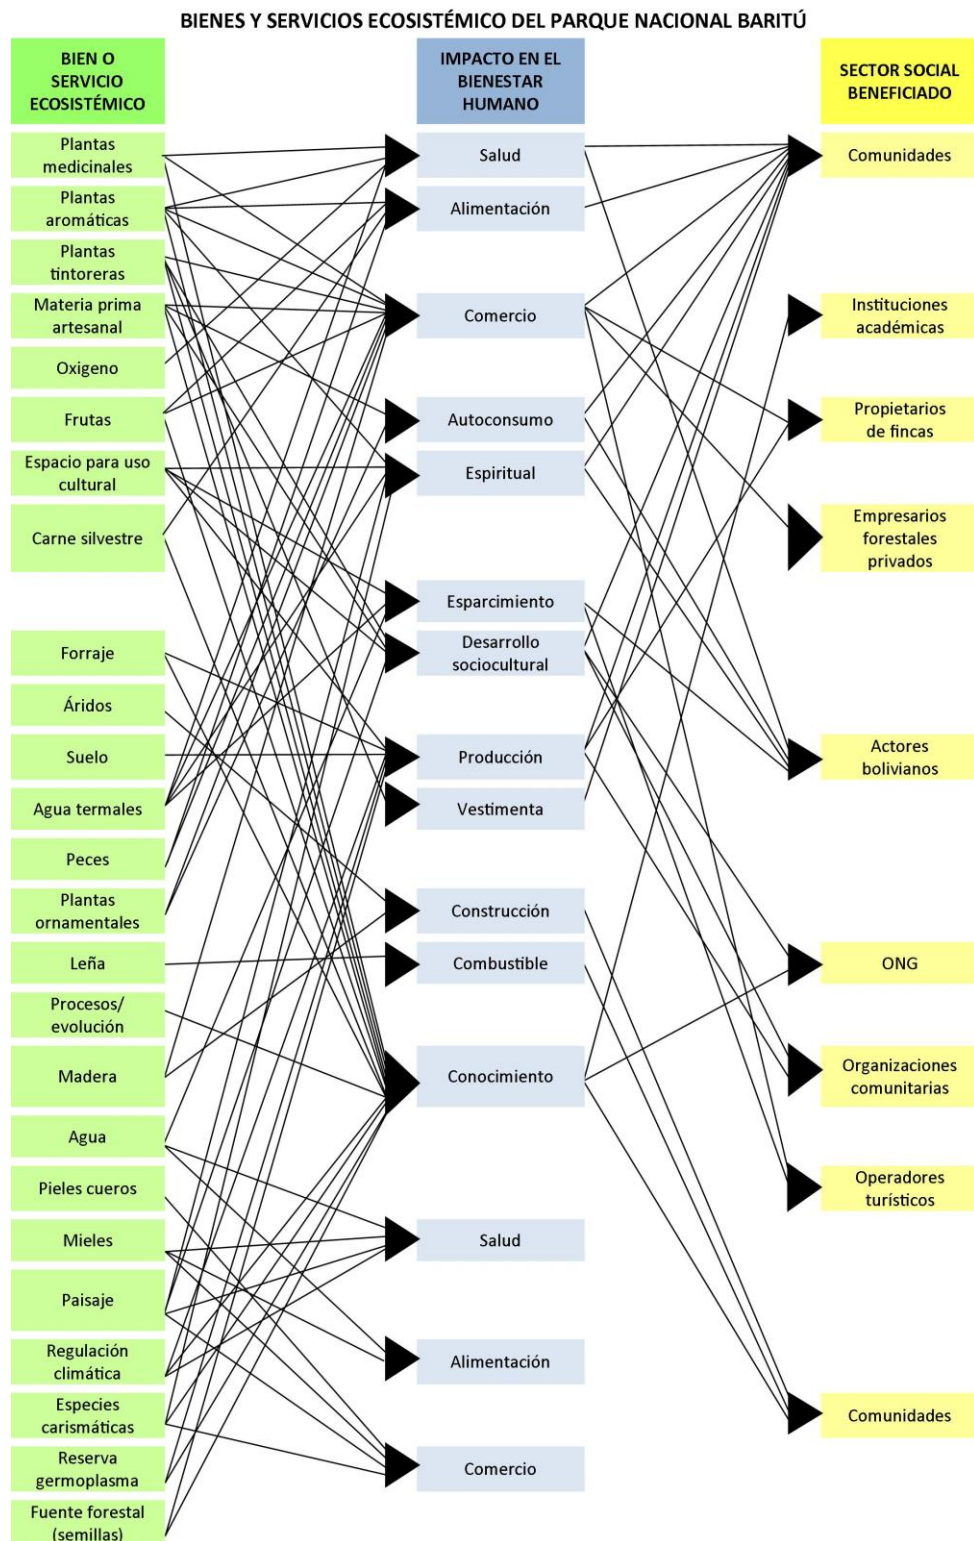 BIENES Y SERVICIOS ECOSISTÉMICO DEL PARQUE NACIONAL BARITÚ
BIEN O
SERVICIO
ECOSISTÉMICO
Plantas
medicinales
Plantas
aromáticas
Plantas
tintoreras
Materia prima
artesanal
Oxigeno
Frutas
Espacio para uso
cultural
Carne silvestre
Forraje
Áridos
Suelo
Agua termales
Peces
Plantas
ornamentales
Leña
Procesos/
evolución
Madera
Agua
Pieles cueros
Mieles
Paisaje
Regulación
climática
Especies
carismáticas
Reserva
germoplasma
Fuente forestal
(semillas)
IMPACTO EN EL
BIENESTAR
HUMANO
Salud
Alimentación
Comercio
Autoconsumo
Espiritual
Esparcimiento
Desarrollo
sociocultural
Producción
Vestimenta
Construcción
Combustible
Conocimiento
Salud
Alimentación
Comercio
SECTOR SOCIAL
BENEFICIADO
Comunidades
Instituciones
académicas
Propietarios
de fincas
Empresarios
forestales
privados
Actores
bolivianos
ONG
Organizaciones
comunitarias
Operadores
turísticos
Comunidades